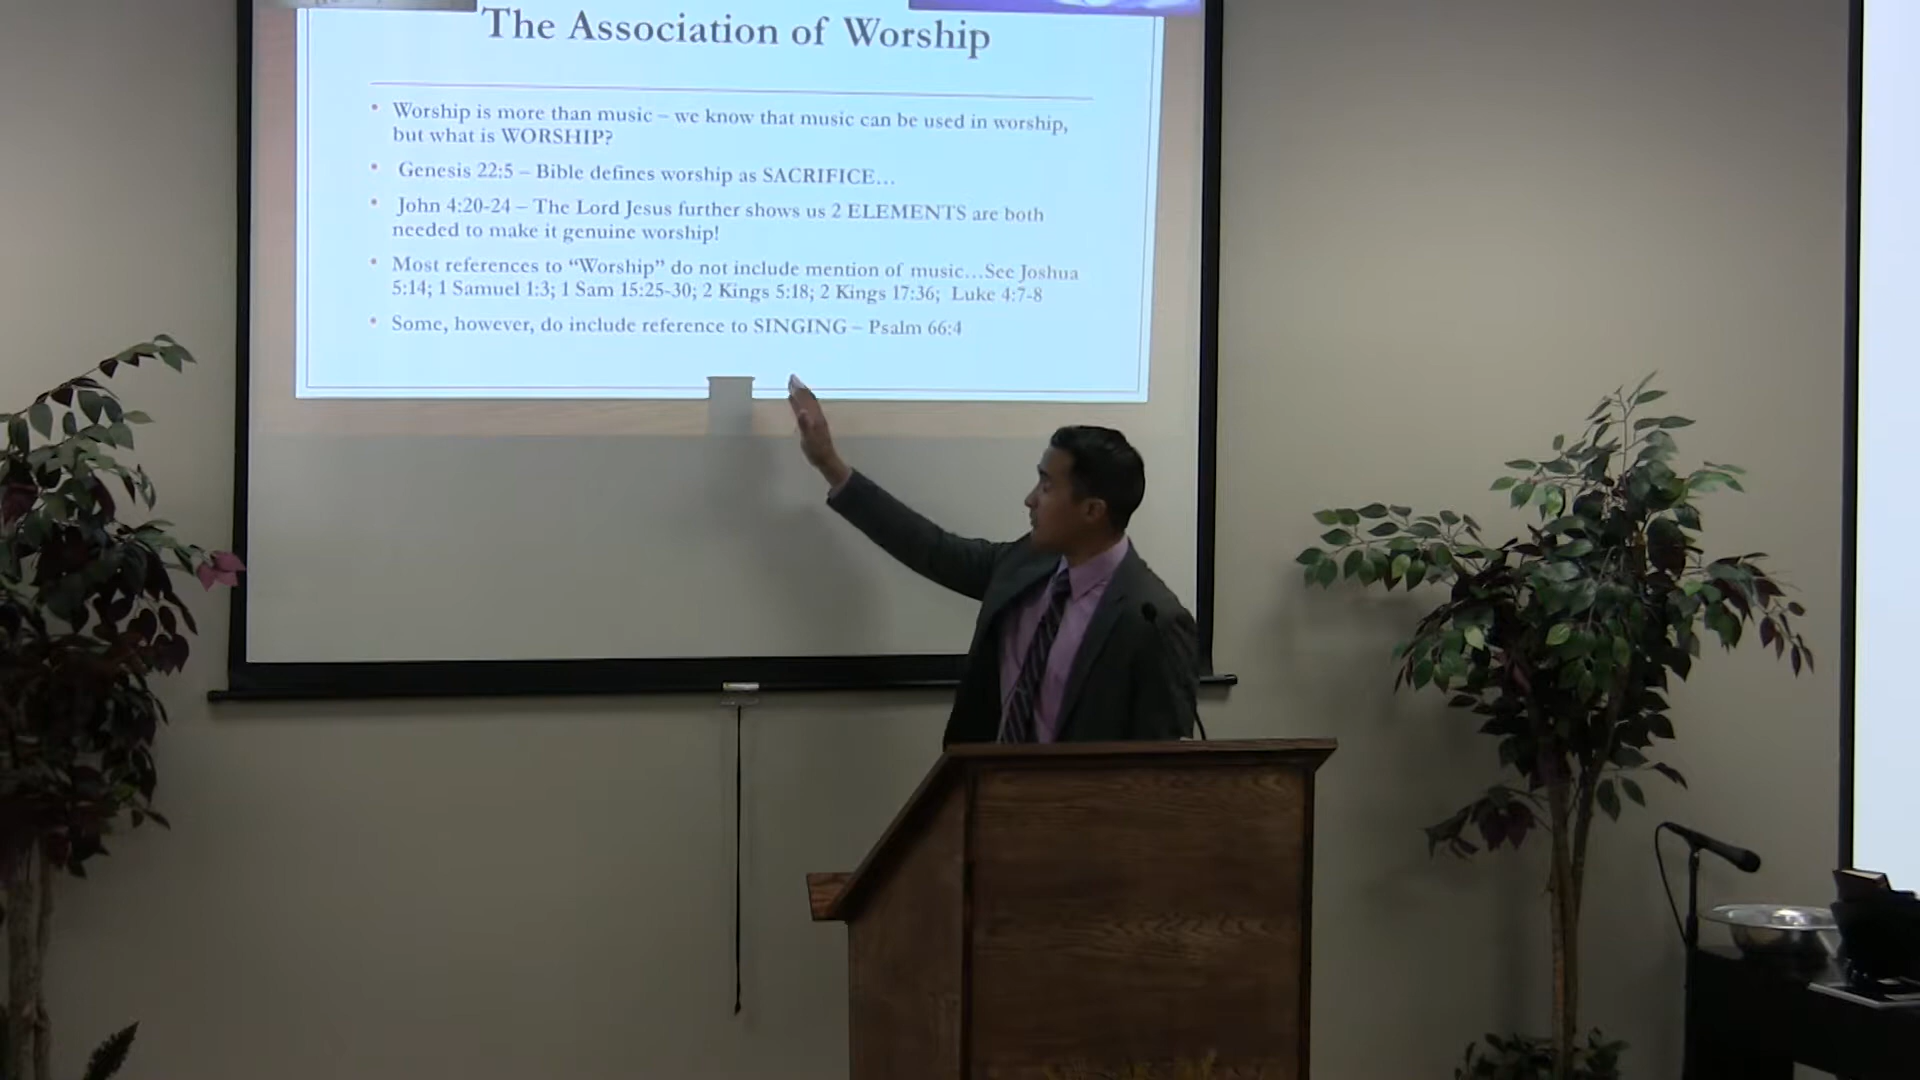 The Association of Worship
• Worship is more than music – we know that music can be used in worship,
but what is WORSHIP?
• Genesis 22:5 – Bible defines worship as SACRIFICE…
• John 4:20-24 – The Lord Jesus further shows us 2 ELEMENTS are both
needed to make it genuine worship!
• Most references to “Worship” do not include mention of music…See Joshua
5:14; 1 Samuel 1:3; 1 Sam 15:25-30; 2 Kings 5:18; 2 Kings 17:36; Luke 4:7-8
• Some, however, do include reference to SINGING – Psalm 66:4